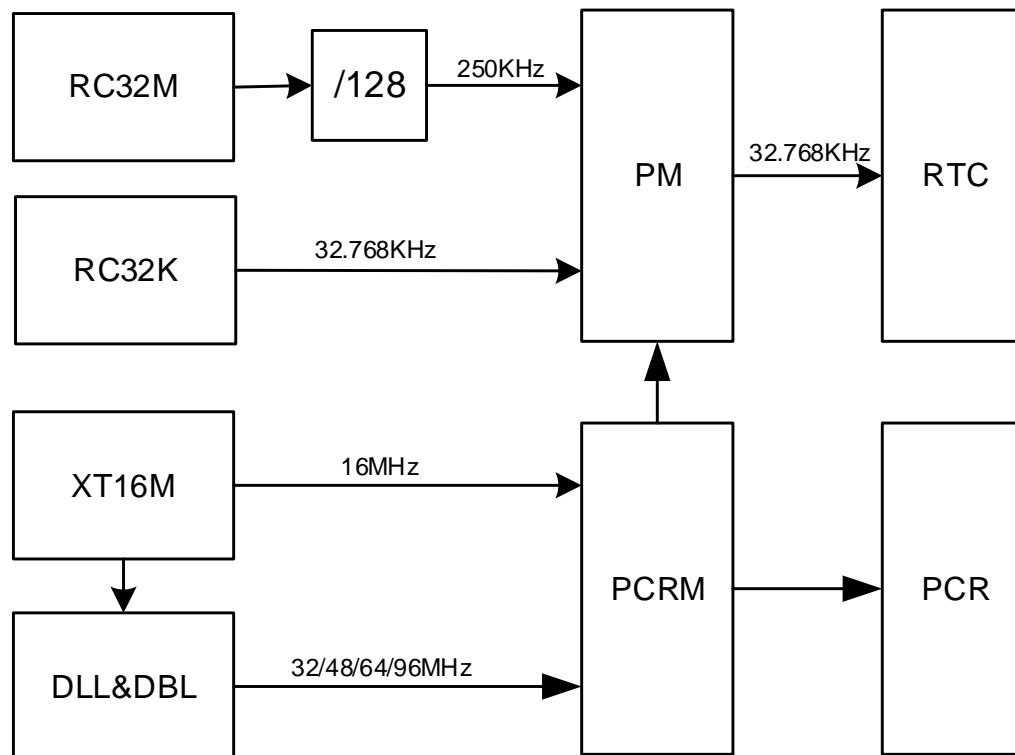 RC32M
/128
250KHz
PM
32.768KHz
RTC
RC32K
32.768KHz
XT16M
16MHz
PCRM
PCR
DLL&DBL
32/48/64/96MHz